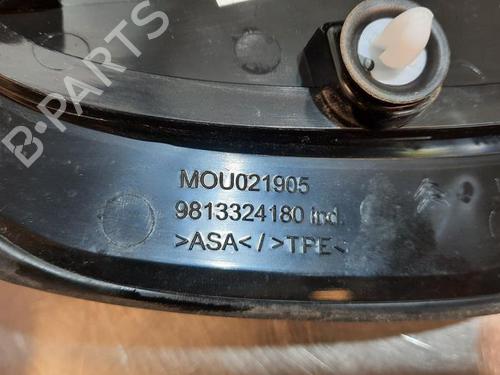 B-PARTS
MOU021905
9813324180 ind.
>ASA</>TPE<